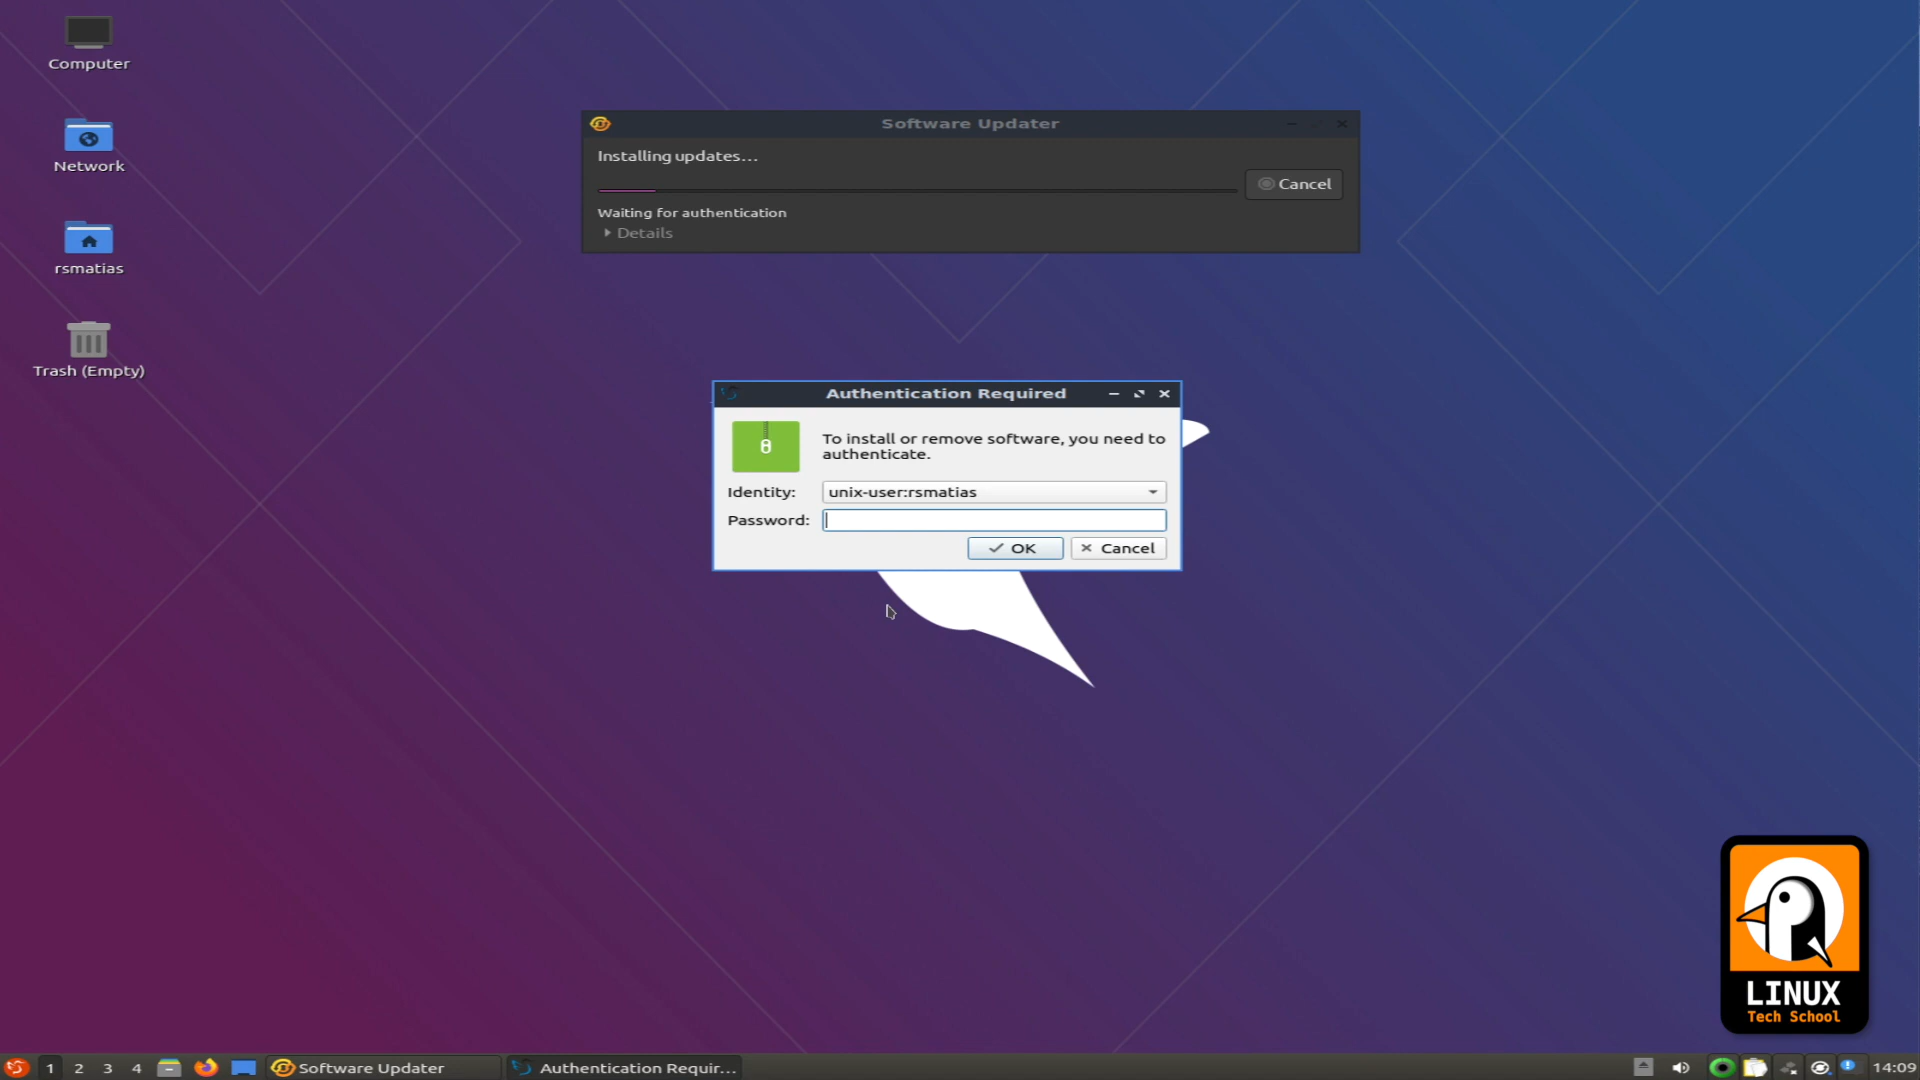 Computer
Network
rsmatias
Trash (Empty)
Software Updater
Installing updates...
Cancel
Waiting for authentication
Details
Authentication Required
To install or remove software, you need to
authenticate.
Identity: unix-user:rsmatias
Password:
OK Cancel
LINUX
Tech School
1 2 3 4 Software Updater Authentication Requir... 14:09